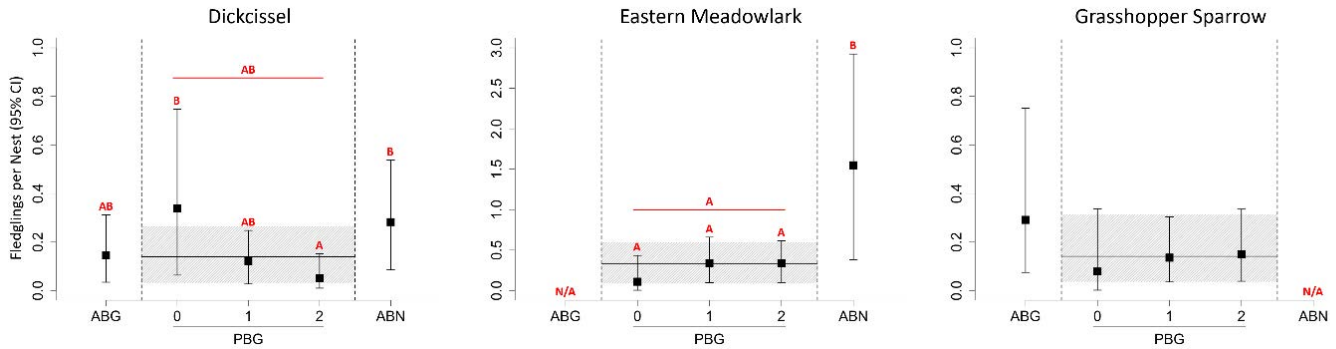 Dickcissel
Fledglings per Nest (95% CI)
1.0
0.8
0.6
0.4
0.2
0.0
AB
B
AB
AB
A
B
ABG
0
1
2
ABN
PBG
Eastern Meadowlark
3.0
2.5
2.0
1.5
1.0
0.5
0.0
N/A
A
A
A
A
B
ABG
0
1
2
ABN
PBG
Grasshopper Sparrow
1.0
0.8
0.6
0.4
0.2
0.0
N/A
ABG
0
1
2
ABN
PBG